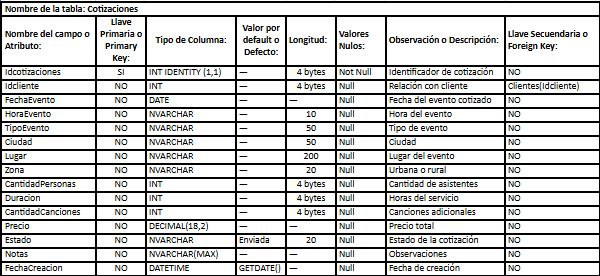 Nombre de la tabla: Cotizaciones
Nombre del campo o Atributo: Llave Primaria o Primary Key: Tipo de Columna: Valor por default o Defecto: Longitud: Valores Nulos: Observación o Descripción: Llave Secuendaria o Foreign Key:
Idcotizaciones SI INT IDENTITY (1,1) — 4 bytes Not Null Identificador de cotización NO
Idcliente NO INT — 4 bytes Null Relación con cliente Clientes(Idcliente)
FechaEvento NO DATE — — Null Fecha del evento cotizado NO
HoraEvento NO NVARCHAR — 10 Null Hora del evento NO
TipoEvento NO NVARCHAR — 50 Null Tipo de evento NO
Ciudad NO NVARCHAR — 50 Null Ciudad NO
Lugar NO NVARCHAR — 200 Null Lugar del evento NO
Zona NO NVARCHAR — 20 Null Urbana o rural NO
CantidadPersonas NO INT — 4 bytes Null Cantidad de asistentes NO
Duracion NO INT — 4 bytes Null Horas del servicio NO
CantidadCanciones NO INT — 4 bytes Null Canciones adicionales NO
Precio NO DECIMAL(18,2) — — Null Precio total NO
Estado NO NVARCHAR Enviada 20 Null Estado de la cotización NO
Notas NO NVARCHAR(MAX) — — Null Observaciones NO
FechaCreacion NO DATETIME GETDATE() — Null Fecha de creación NO